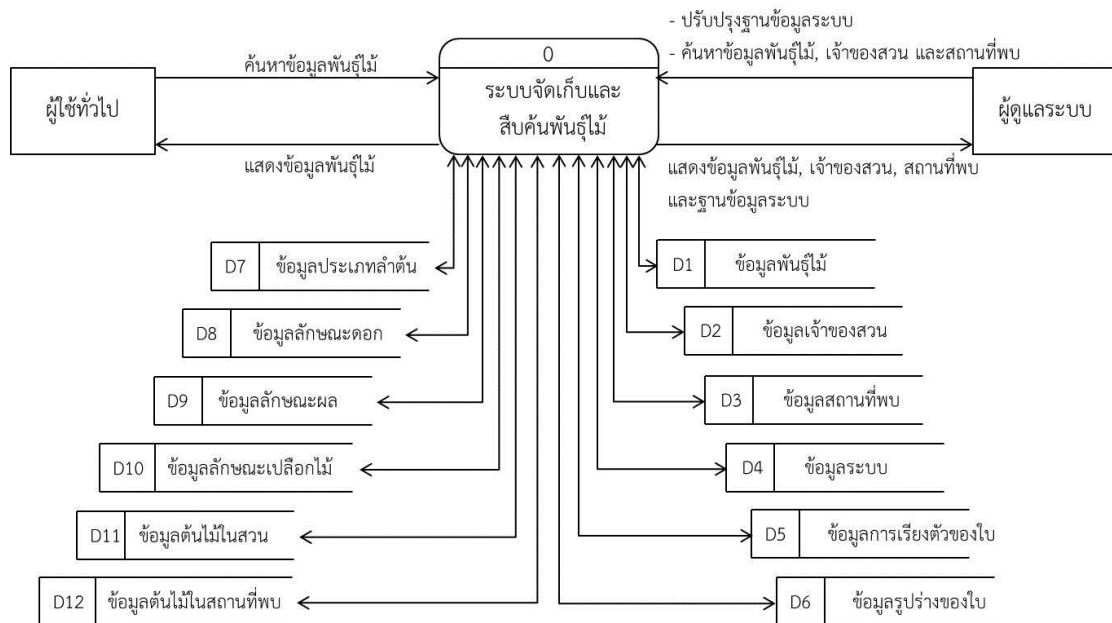 - ปรับปรุงฐานข้อมูลระบบ
- ค้นหาข้อมูลพันธุ์ไม้, เจ้าของสวน และสถานที่พบ
ค้นหาข้อมูลพันธุ์ไม้
0
ระบบจัดเก็บและ
สืบค้นพันธุ์ไม้
ผู้ใช้ทั่วไป
ผู้ดูแลระบบ
แสดงข้อมูลพันธุ์ไม้
แสดงข้อมูลพันธุ์ไม้, เจ้าของสวน, สถานที่พบ
และฐานข้อมูลระบบ
D7 ข้อมูลประเภทลำต้น
D1 ข้อมูลพันธุ์ไม้
D8 ข้อมูลลักษณะดอก
D2 ข้อมูลเจ้าของสวน
D9 ข้อมูลลักษณะผล
D3 ข้อมูลสถานที่พบ
D10 ข้อมูลลักษณะเปลือกไม้
D4 ข้อมูลระบบ
D11 ข้อมูลต้นไม้ในสวน
D5 ข้อมูลการเรียงตัวของใบ
D12 ข้อมูลต้นไม้ในสถานที่พบ
D6 ข้อมูลรูปร่างของใบ